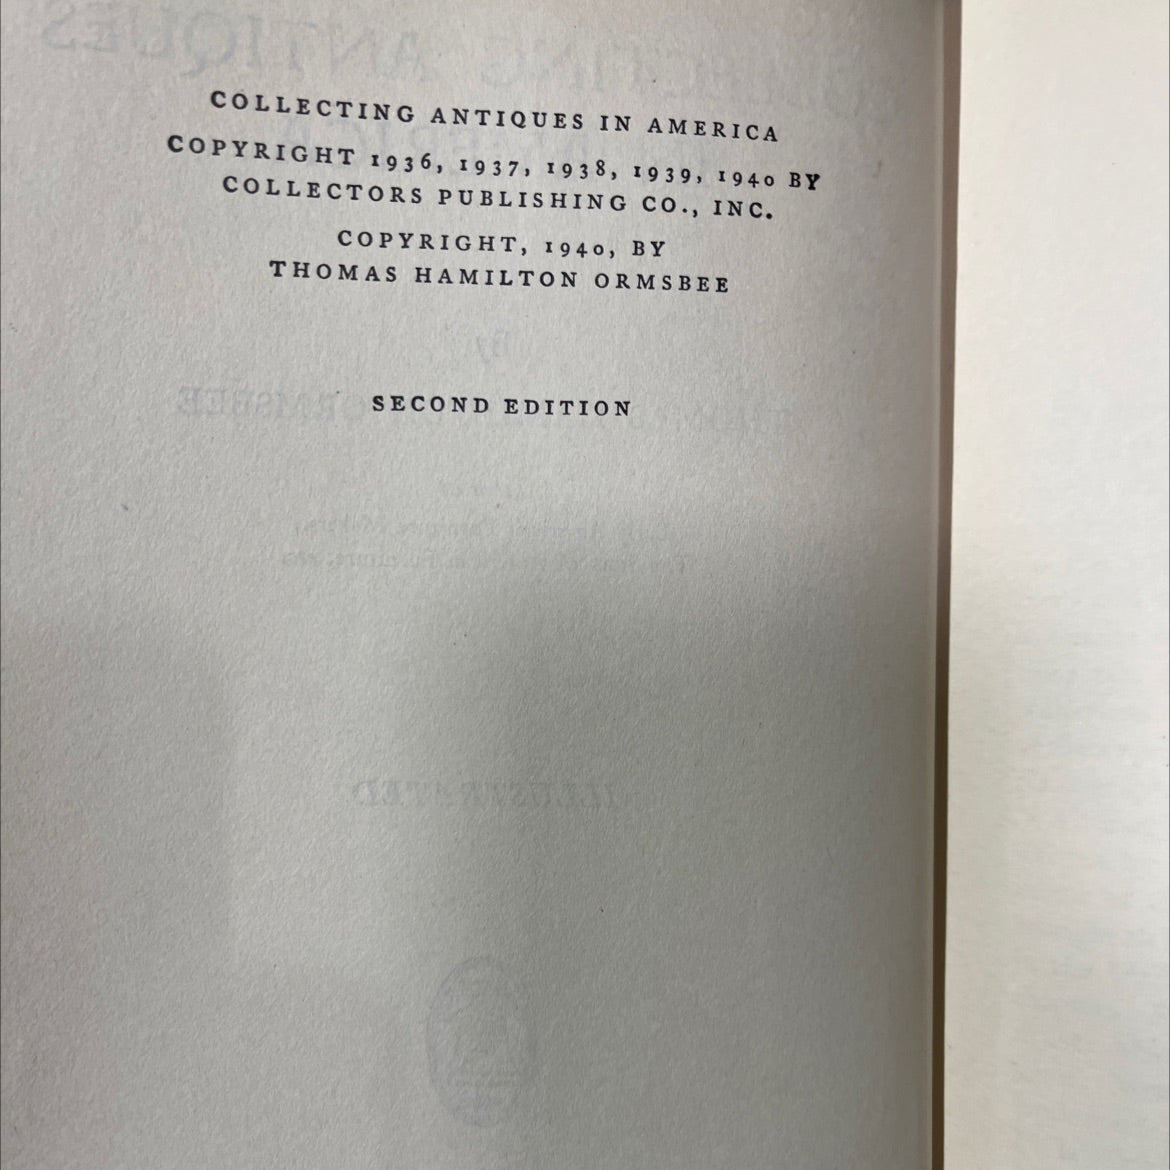 COLLECTING ANTIQUES IN AMERICA
COPYRIGHT 1936, 1937, 1938, 1939, 1940 BY
COLLECTORS PUBLISHING CO., INC.
COPYRIGHT, 1940, BY
THOMAS HAMILTON ORMSBEE
SECOND EDITION